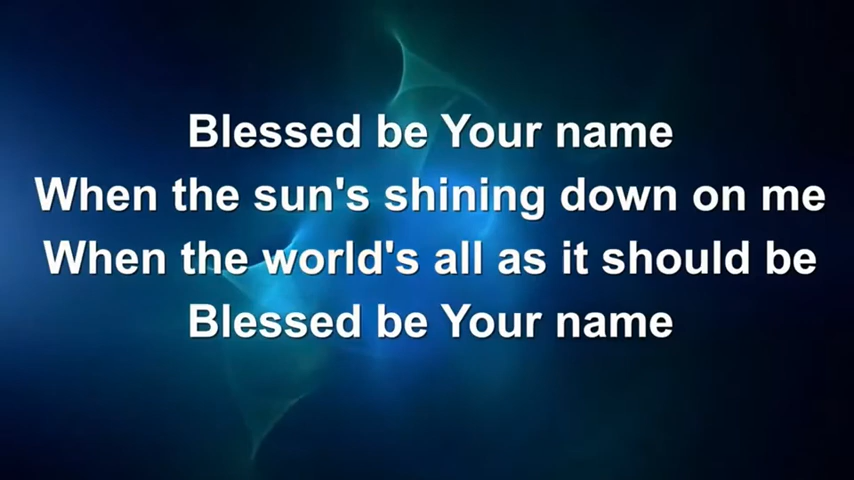 Blessed be Your name
When the sun's shining down on me
When the world's all as it should be
Blessed be Your name